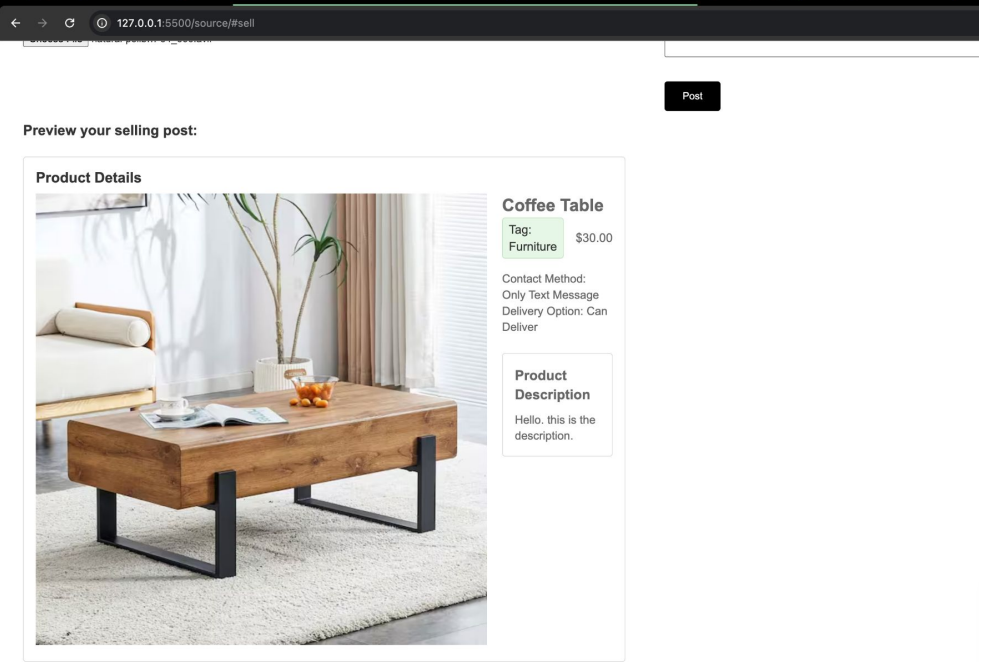 127.0.0.1:5500/source/#sell
Post
Preview your selling post:
Product Details
Coffee Table
Tag:
Furniture
$30.00
Contact Method:
Only Text Message
Delivery Option: Can
Deliver
Product
Description
Hello. this is the
description.